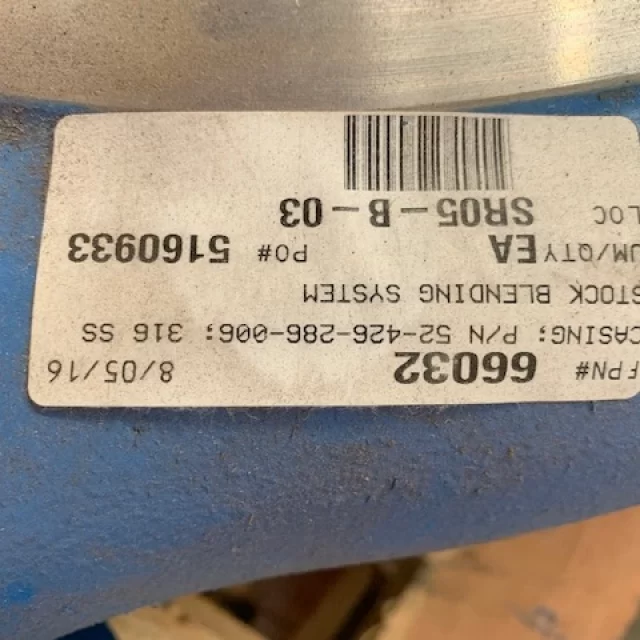 FPN# 66032 8/05/16
CASING; P/N 52-426-286-006; 316 SS
STOCK BLENDING SYSTEM
UM/QTY EA PO# 5160933
LOC SR05-B-03